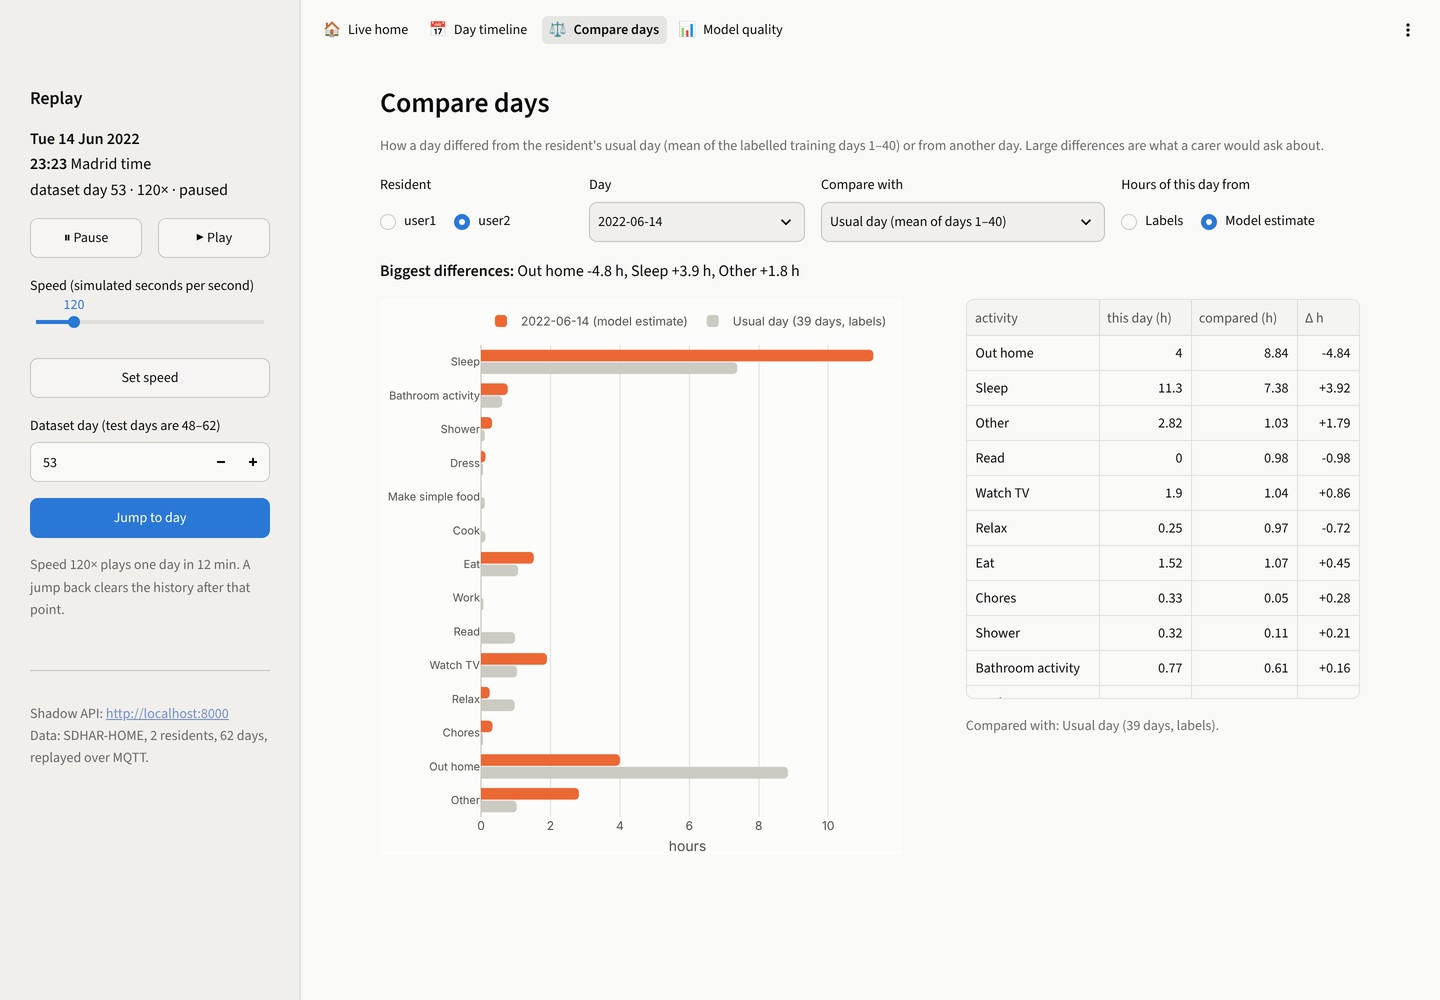 🏠 Live home
📅 Day timeline
⚖️ Compare days
📊 Model quality
Replay
Tue 14 Jun 2022
23:23 Madrid time
dataset day 53 · 120× · paused
Pause
Play
Speed (simulated seconds per second)
120
Set speed
Dataset day (test days are 48–62)
53
Jump to day
Speed 120× plays one day in 12 min. A
jump back clears the history after that
point.
Shadow API: http://localhost:8000
Data: SDHAR-HOME, 2 residents, 62 days,
replayed over MQTT.
Compare days
How a day differed from the resident's usual day (mean of the labelled training days 1–40) or from another day. Large differences are what a carer would ask about.
Resident
user1 user2
Day
2022-06-14
Compare with
Usual day (mean of days 1–40)
Hours of this day from
Labels Model estimate
Biggest differences: Out home -4.8 h, Sleep +3.9 h, Other +1.8 h
2022-06-14 (model estimate) Usual day (39 days, labels)
Sleep
Bathroom activity
Shower
Dress
Make simple food
Cook
Eat
Work
Read
Watch TV
Relax
Chores
Out home
Other
0 2 4 6 8 10
hours
activity this day (h) compared (h) Δ h
Out home 4 8.84 -4.84
Sleep 11.3 7.38 +3.92
Other 2.82 1.03 +1.79
Read 0 0.98 -0.98
Watch TV 1.9 1.04 +0.86
Relax 0.25 0.97 -0.72
Eat 1.52 1.07 +0.45
Chores 0.33 0.05 +0.28
Shower 0.32 0.11 +0.21
Bathroom activity 0.77 0.61 +0.16
Compared with: Usual day (39 days, labels).